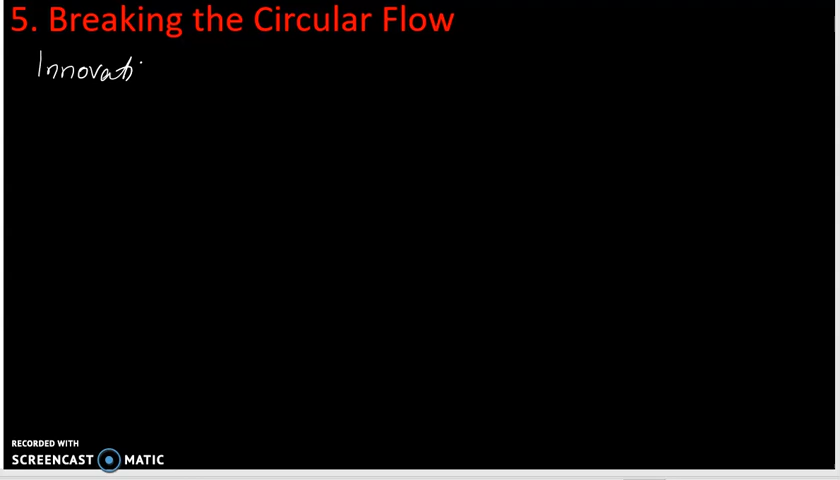 5. Breaking the Circular Flow
Innovati
RECORDED WITH
SCREENCAST MATIC